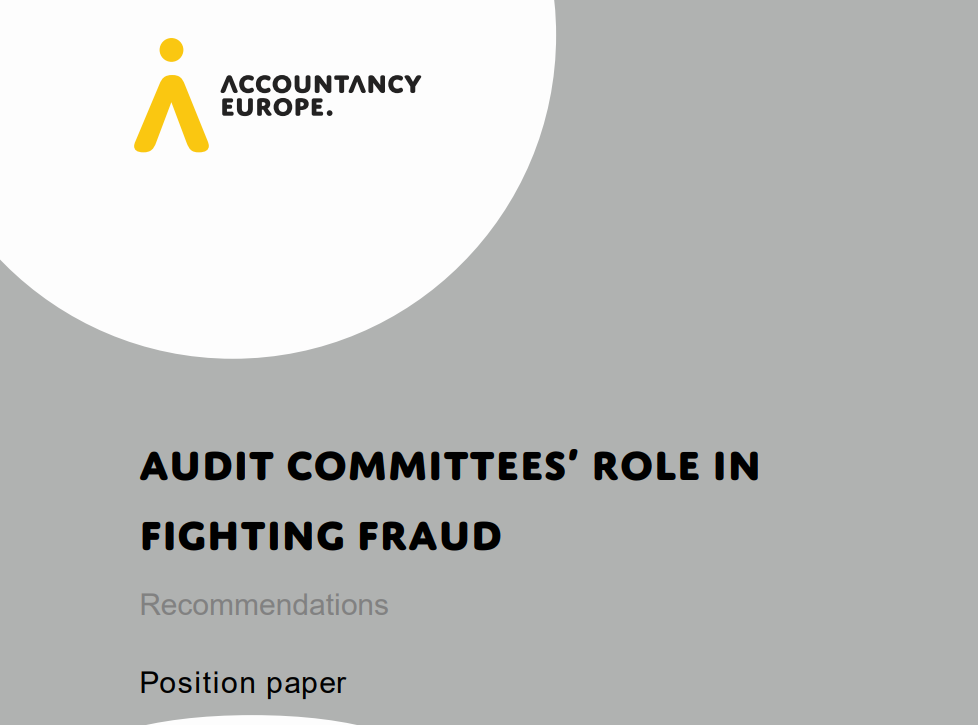 ACCOUNTANCY
EUROPE.
AUDIT COMMITTEES’ ROLE IN
FIGHTING FRAUD
Recommendations
Position paper